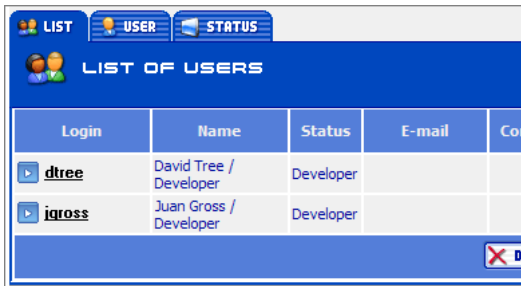 LIST USER STATUS
LIST OF USERS
Login Name Status E-mail
dtree David Tree / Developer
Developer
jgross Juan Gross / Developer
Developer